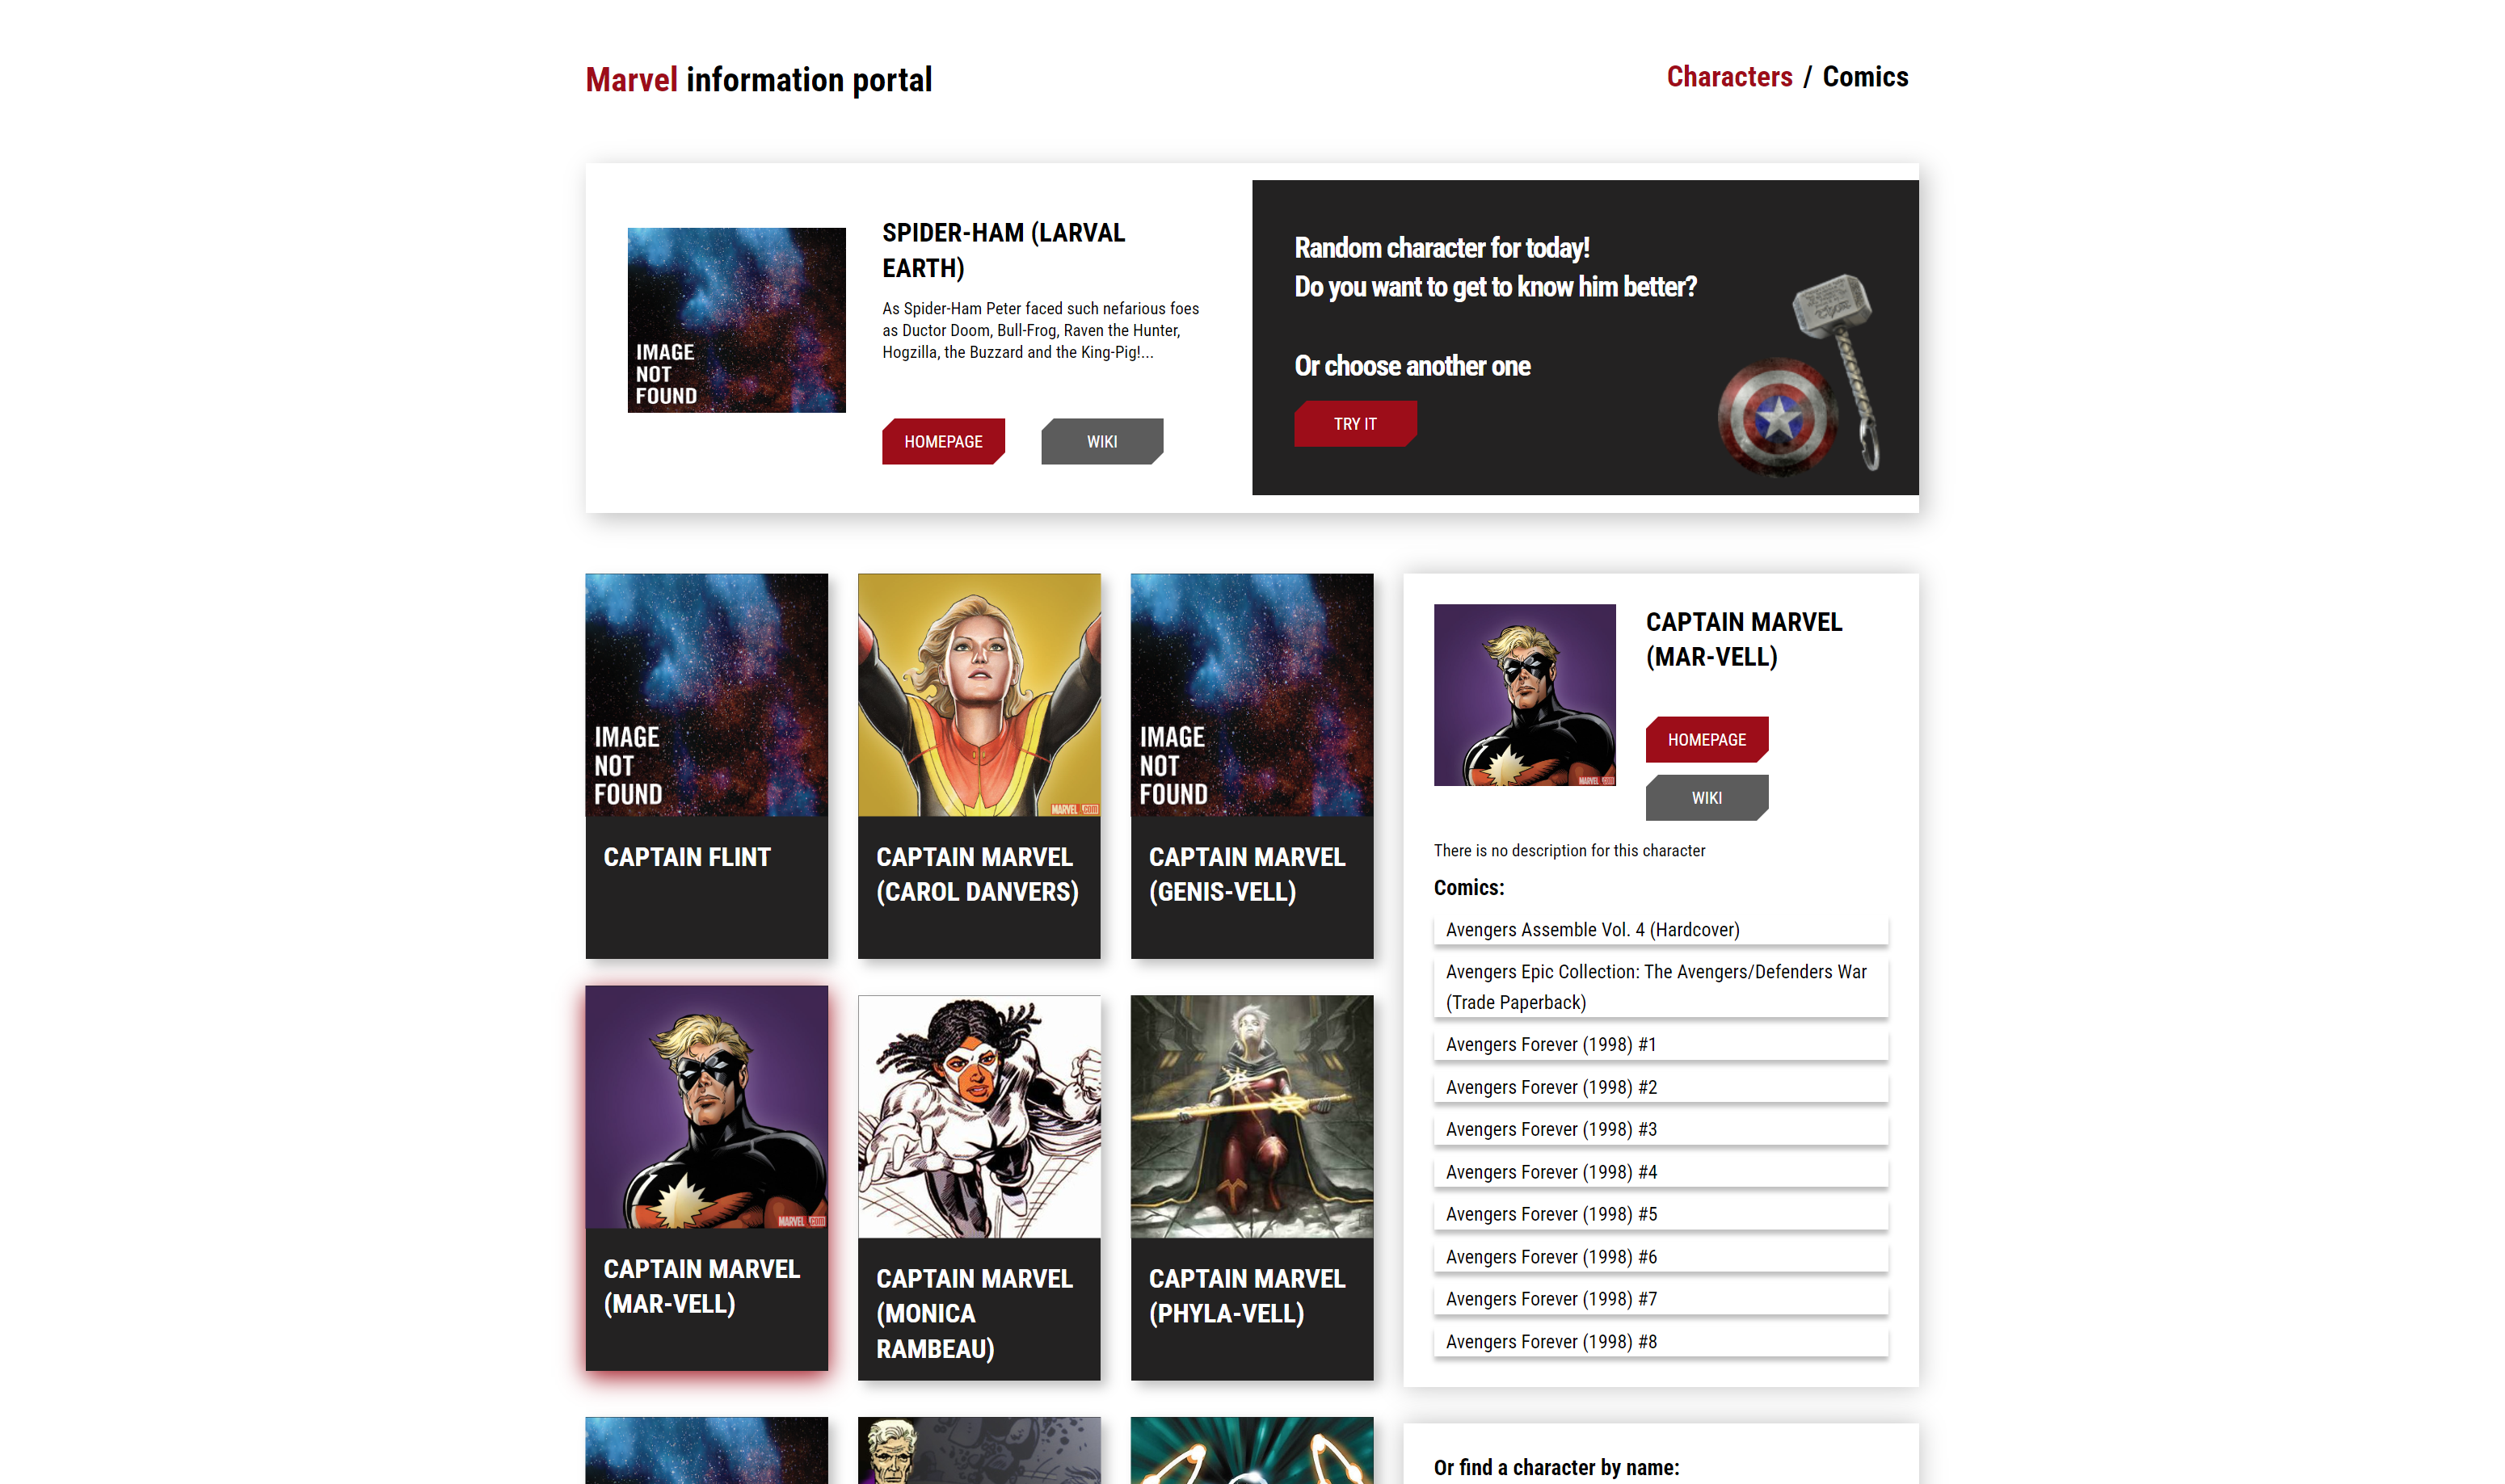 Marvel information portal
Characters / Comics
SPIDER-HAM (LARVAL
EARTH)
As Spider-Ham Peter faced such nefarious foes
as Ductor Doom, Bull-Frog, Raven the Hunter,
Hogzilla, the Buzzard and the King-Pig!...
HOMEPAGE
WIKI
IMAGE
NOT
FOUND
Random character for today!
Do you want to get to know him better?
Or choose another one
TRY IT
IMAGE
NOT
FOUND
CAPTAIN FLINT
MARVEL.com
CAPTAIN MARVEL
(CAROL DANVERS)
IMAGE
NOT
FOUND
CAPTAIN MARVEL
(GENIS-VELL)
MARVEL.com
CAPTAIN MARVEL
(MAR-VELL)
CAPTAIN MARVEL
(MONICA
RAMBEAU)
CAPTAIN MARVEL
(PHYLA-VELL)
MARVEL.com
CAPTAIN MARVEL
(MAR-VELL)
HOMEPAGE
WIKI
There is no description for this character
Comics:
Avengers Assemble Vol. 4 (Hardcover)
Avengers Epic Collection: The Avengers/Defenders War
(Trade Paperback)
Avengers Forever (1998) #1
Avengers Forever (1998) #2
Avengers Forever (1998) #3
Avengers Forever (1998) #4
Avengers Forever (1998) #5
Avengers Forever (1998) #6
Avengers Forever (1998) #7
Avengers Forever (1998) #8
Or find a character by name: